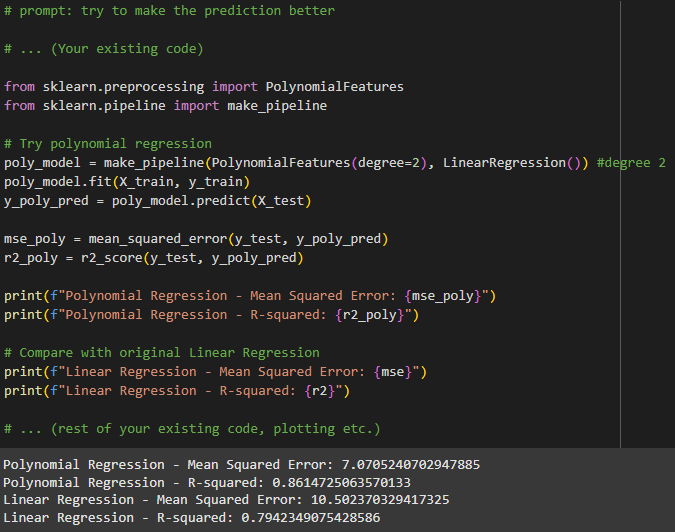 # prompt: try to make the prediction better
# ... (Your existing code)
from sklearn.preprocessing import PolynomialFeatures
from sklearn.pipeline import make_pipeline
# Try polynomial regression
poly_model = make_pipeline(PolynomialFeatures(degree=2), LinearRegression()) #degree 2
poly_model.fit(X_train, y_train)
y_poly_pred = poly_model.predict(X_test)
mse_poly = mean_squared_error(y_test, y_poly_pred)
r2_poly = r2_score(y_test, y_poly_pred)
print(f"Polynomial Regression - Mean Squared Error: {mse_poly}")
print(f"Polynomial Regression - R-squared: {r2_poly}")
# Compare with original Linear Regression
print(f"Linear Regression - Mean Squared Error: {mse}")
print(f"Linear Regression - R-squared: {r2}")
# ... (rest of your existing code, plotting etc.)
Polynomial Regression - Mean Squared Error: 7.0705240702947885
Polynomial Regression - R-squared: 0.8614725063570133
Linear Regression - Mean Squared Error: 10.502370329417325
Linear Regression - R-squared: 0.7942349075428586